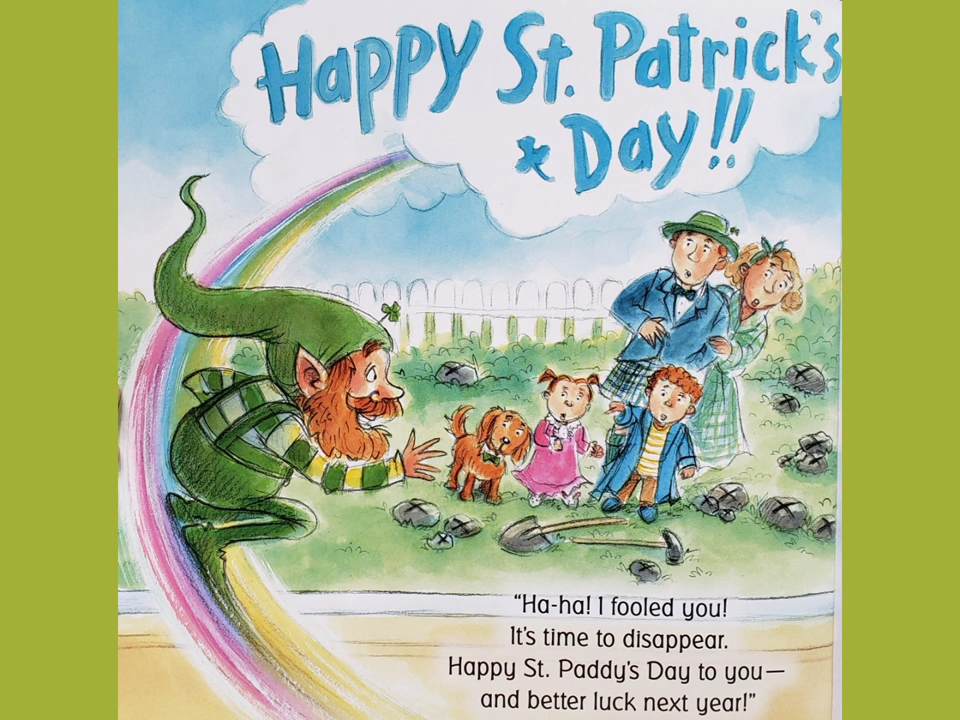 Happy St. Patrick's
Day!!
“Ha-ha! I fooled you!
It's time to disappear.
Happy St. Paddy's Day to you—
and better luck next year!”